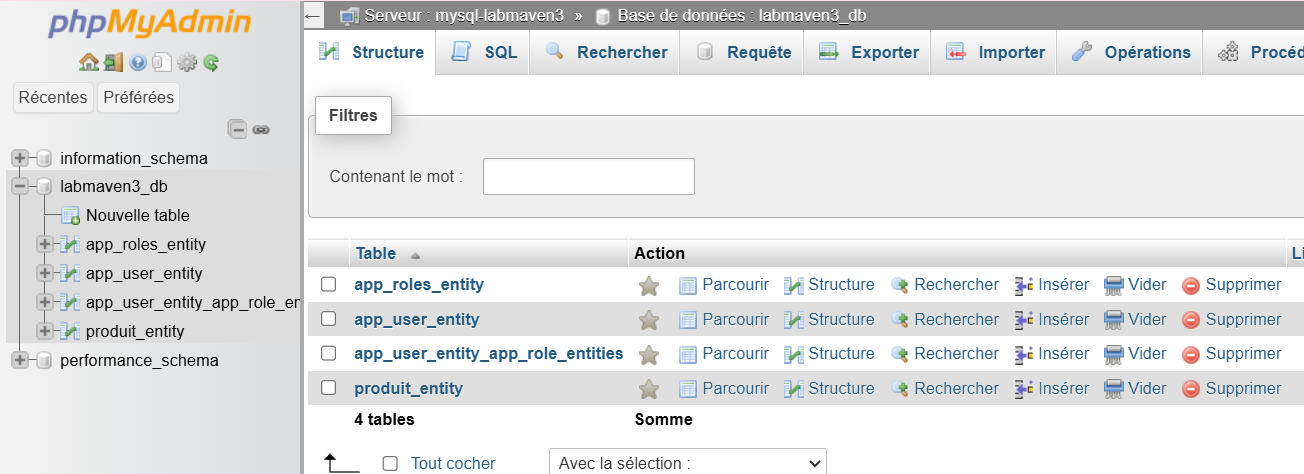 phpMyAdmin
Récentes Préférées
information_schema
labmaven3_db
Nouvelle table
app_roles_entity
app_user_entity
app_user_entity_app_role_en
produit_entity
performance_schema
← Serveur : mysql-labmaven3 » Base de données : labmaven3_db
Structure SQL Rechercher Requête Exporter Importer Opérations Procéd
Filtres
Contenant le mot :
Table Action Li
app_roles_entity Parcourir Structure Rechercher Insérer Vider Supprimer
app_user_entity Parcourir Structure Rechercher Insérer Vider Supprimer
app_user_entity_app_role_entities Parcourir Structure Rechercher Insérer Vider Supprimer
produit_entity Parcourir Structure Rechercher Insérer Vider Supprimer
4 tables Somme
Tout cocher Avec la sélection :